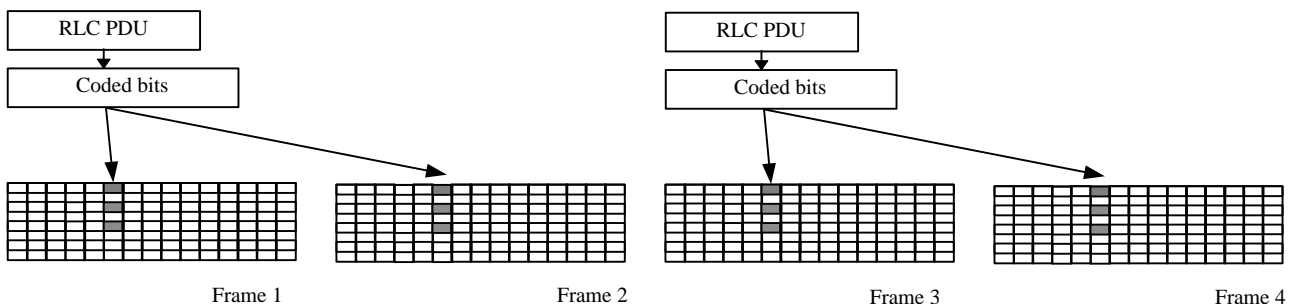 RLC PDU
Coded bits
RLC PDU
Coded bits
Frame 1
Frame 2
Frame 3
Frame 4